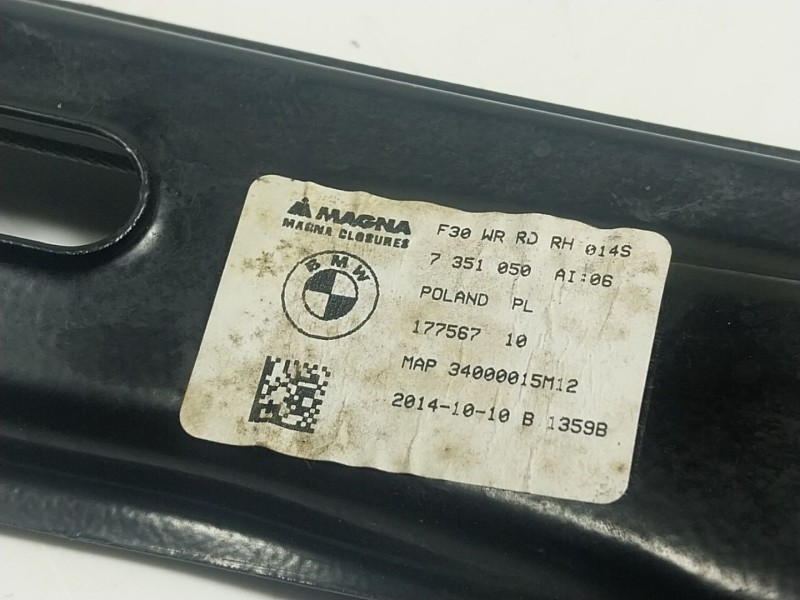 MAGNA
MAGNA CLOSURES
BMW
F30 WR RD RH 014S
7 351 050 AI:06
POLAND PL
177567 10
MAP 34000015M12
2014-10-10 B 1359B